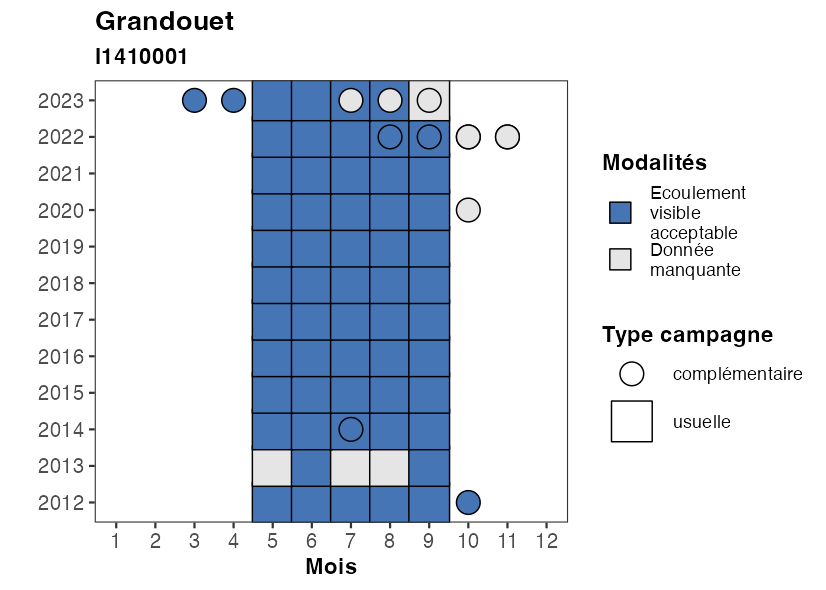 Grandouet
I1410001
2023
2022
2021
2020
2019
2018
2017
2016
2015
2014
2013
2012
1 2 3 4 5 6 7 8 9 10 11 12
Mois
Modalités
Ecoulement
visible
acceptable
Donnée
manquante
Type campagne
complémentaire
usuelle